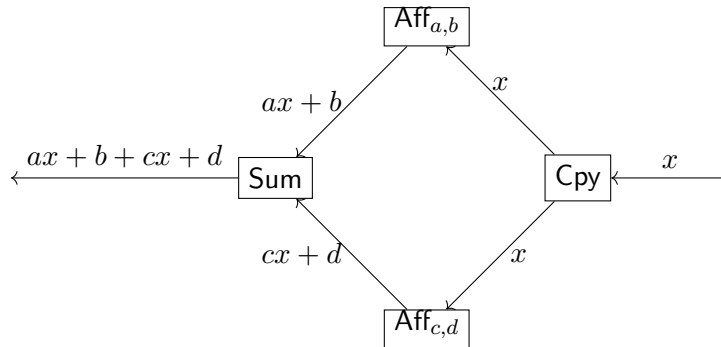 Aff_{a,b}
ax + b
x
ax + b + cx + d
Sum
Cpy
x
cx + d
x
Aff_{c,d}